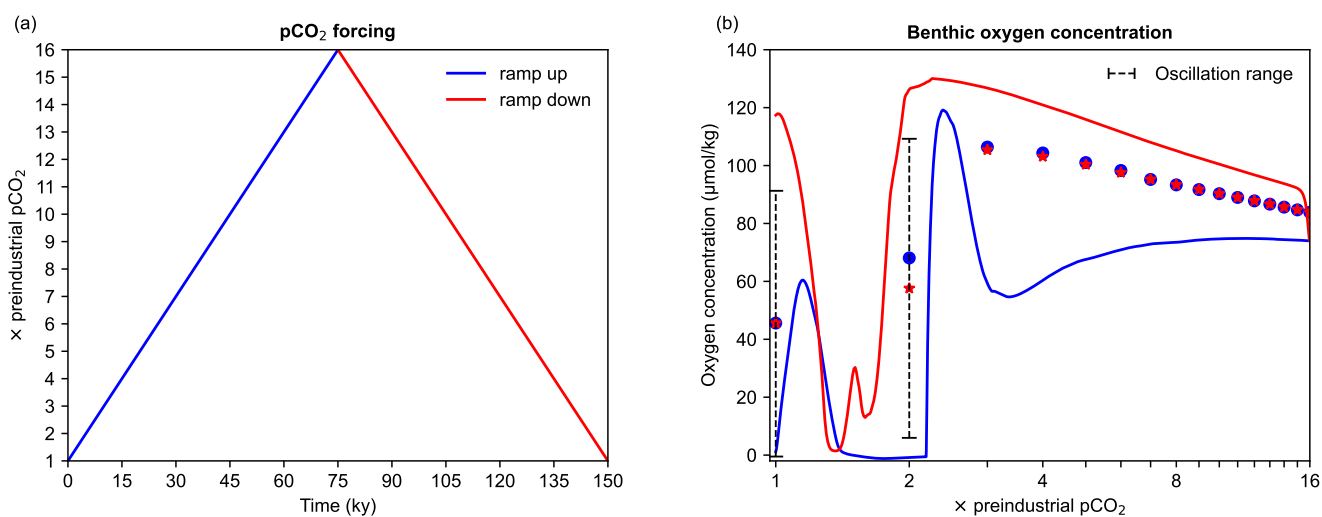 (a)
pCO₂ forcing
16
15
14
13
12
11
10
9
8
7
6
5
4
3
2
1
× preindustrial pCO₂
ramp up
ramp down
0 15 30 45 60 75 90 105 120 135 150
Time (ky)
(b)
Benthic oxygen concentration
140
120
100
80
60
40
20
0
Oxygen concentration (μmol/kg)
Oscillation range
1 2 4 8 16
× preindustrial pCO₂